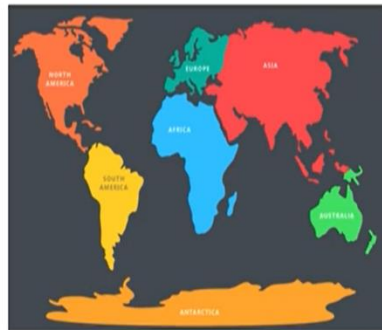 NORTH
AMERICA
EUROPE
ASIA
AFRICA
SOUTH
AMERICA
AUSTRALIA
ANTARCTICA